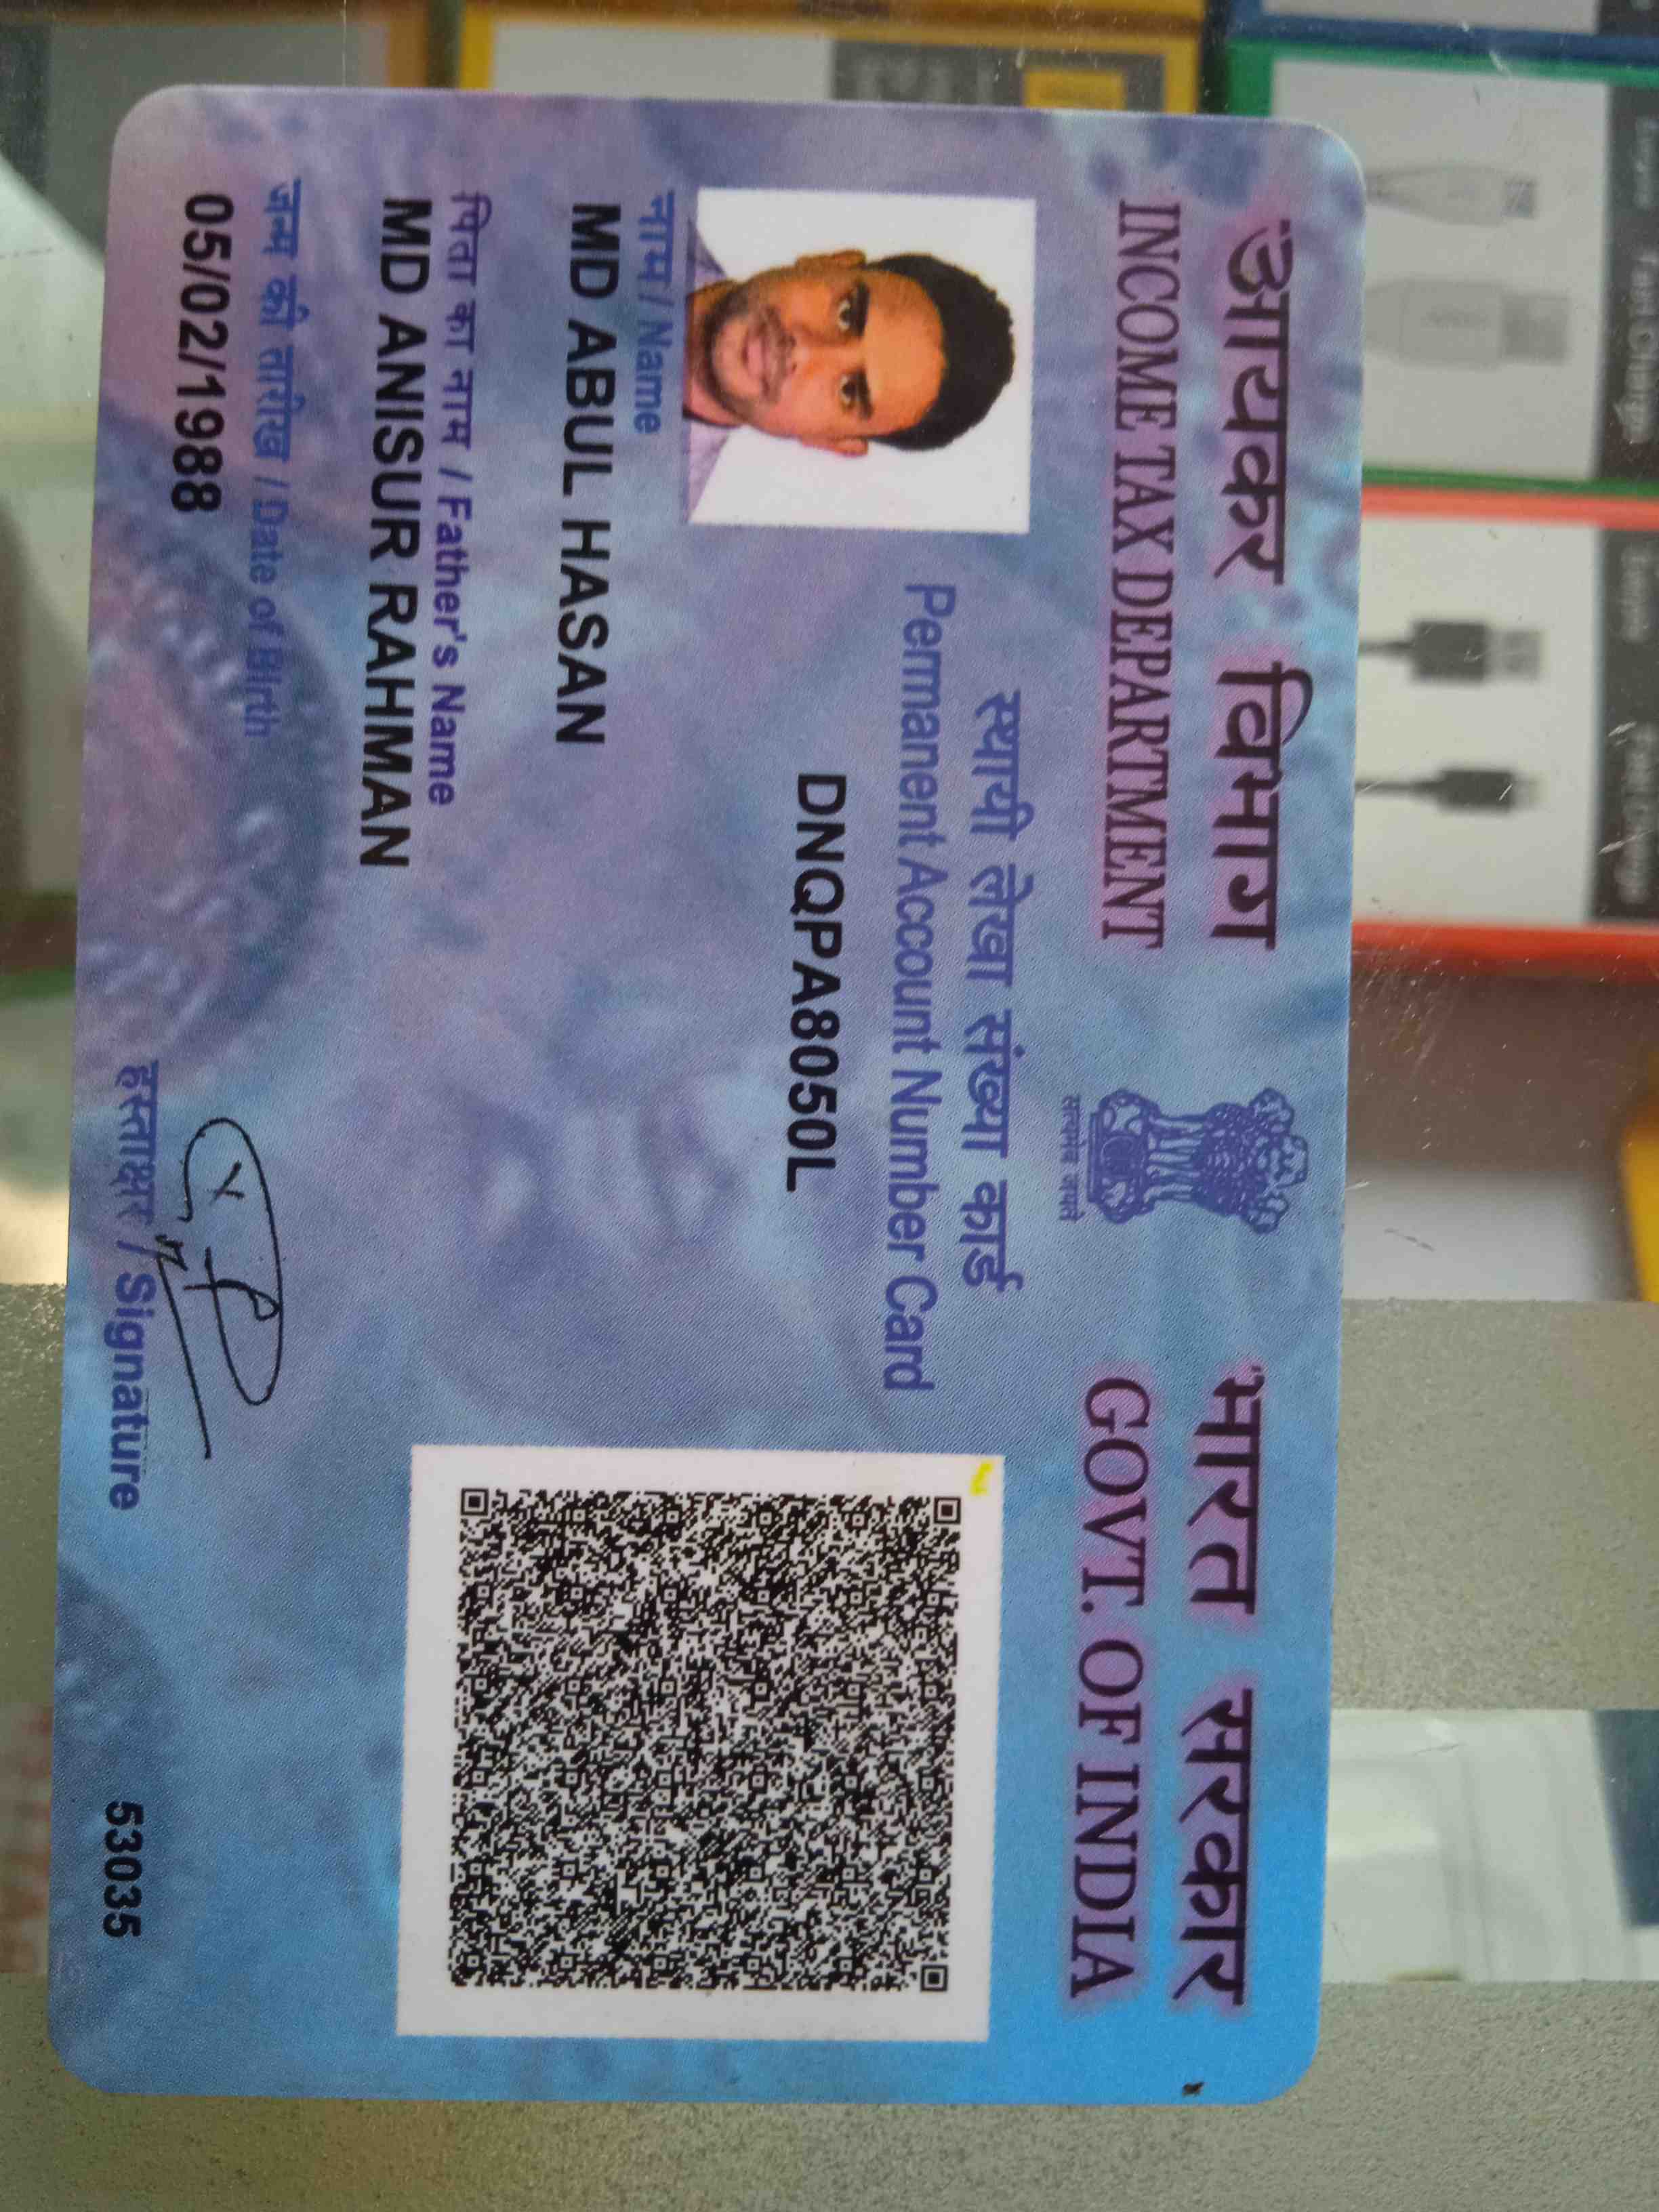 आयकर विभाग
INCOME TAX DEPARTMENT
सत्यमेव जयते
भारत सरकार
GOVT. OF INDIA
स्थायी लेखा संख्या कार्ड
Permanent Account Number Card
DNQPA8050L
नाम / Name
MD ABUL HASAN
पिता का नाम / Father's Name
MD ANISUR RAHMAN
जन्म की तारीख / Date of Birth
05/02/1988
हस्ताक्षर / Signature
53035